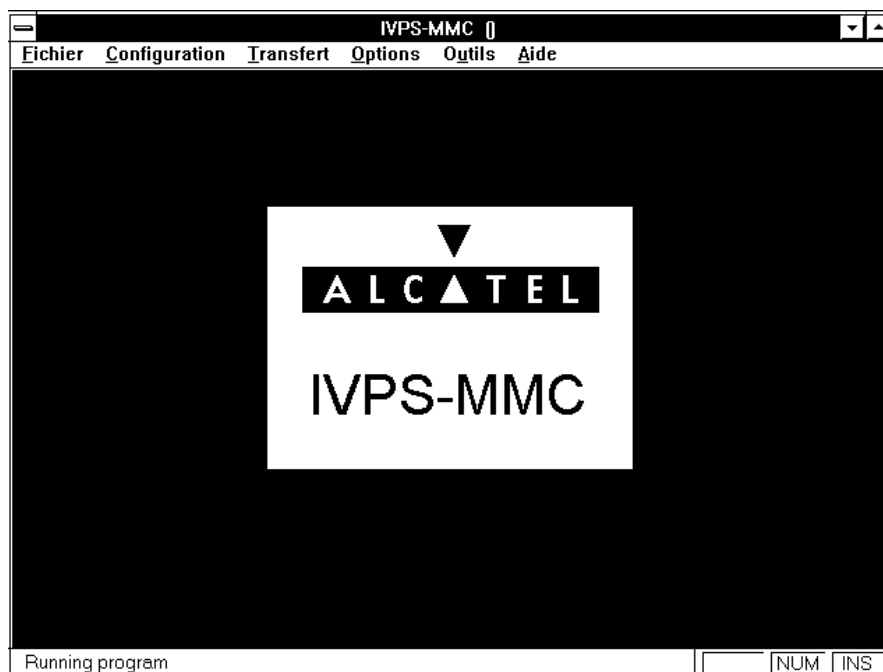 IVPS-MMC []
Fichier Configuration Transfert Options Outils Aide
ALCATEL
IVPS-MMC
Running program NUM INS